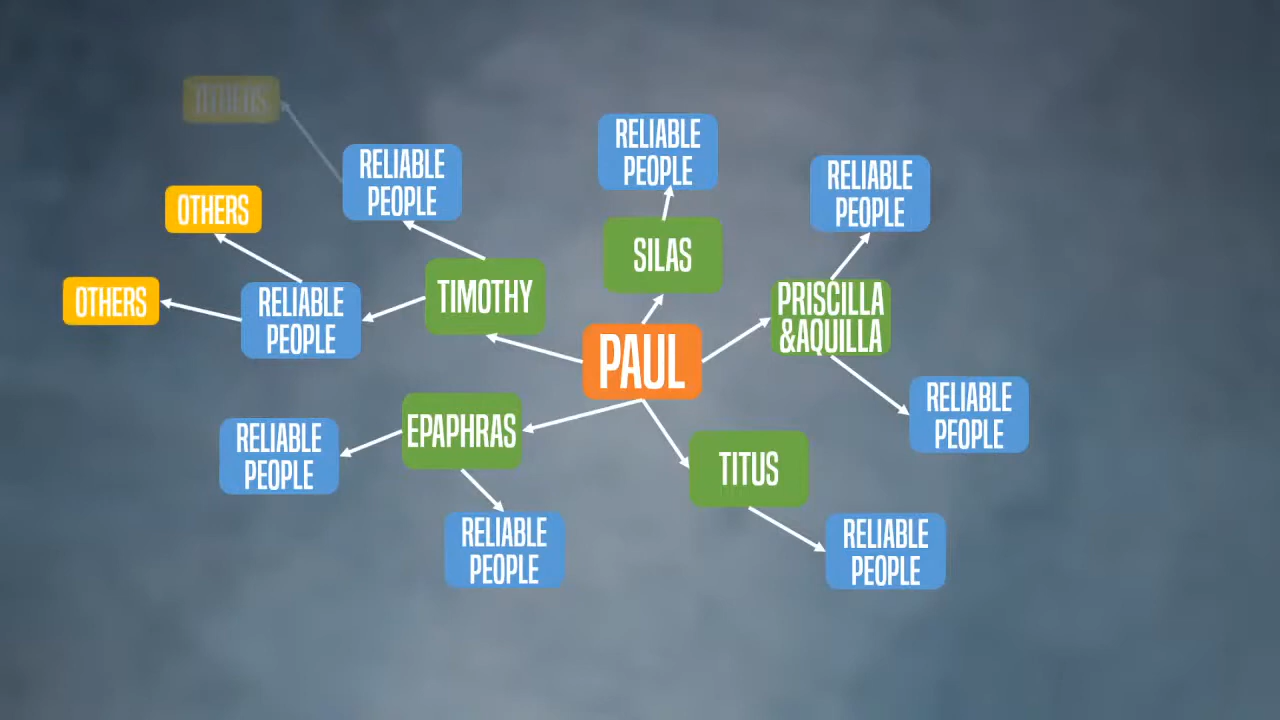 OTHERS
RELIABLE
PEOPLE
RELIABLE
PEOPLE
RELIABLE
PEOPLE
OTHERS
SILAS
TIMOTHY
OTHERS
RELIABLE
PEOPLE
PRISCILLA
&AQUILLA
PAUL
RELIABLE
PEOPLE
EPAPHRAS
RELIABLE
PEOPLE
TITUS
RELIABLE
PEOPLE
RELIABLE
PEOPLE